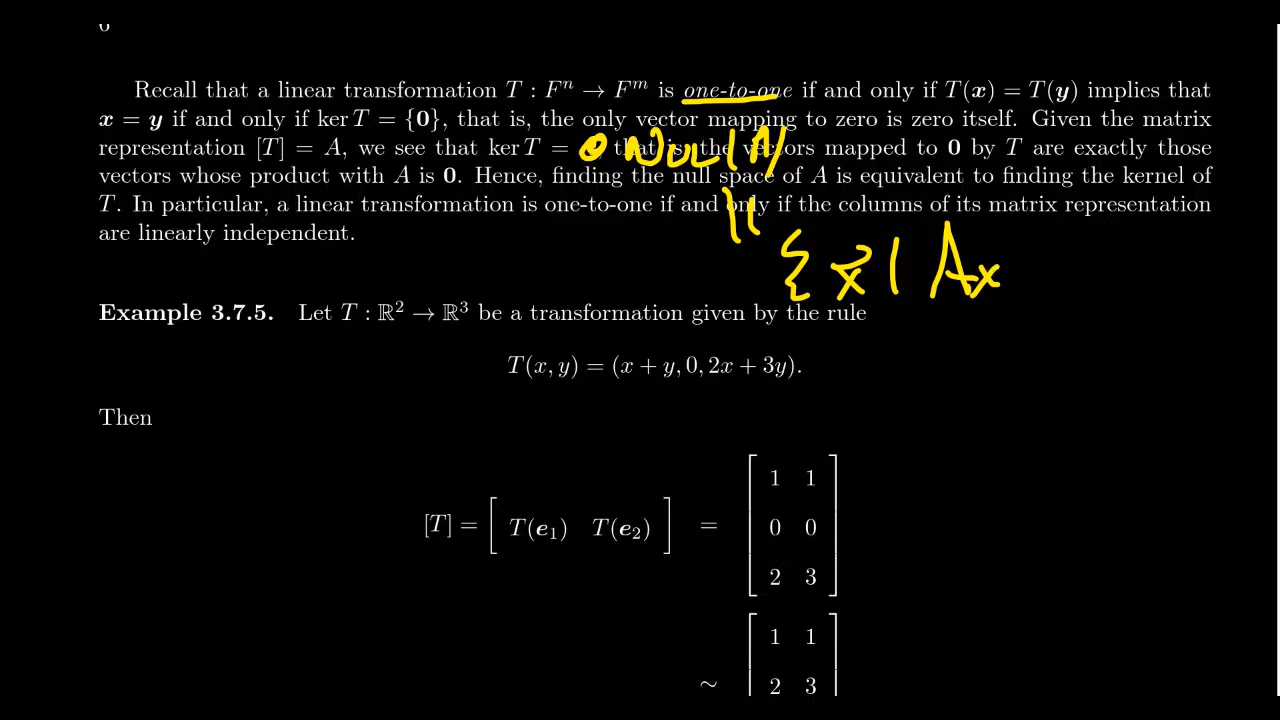 Recall that a linear transformation T : Fⁿ → Fᵐ is one-to-one if and only if T(x) = T(y) implies that
x = y if and only if ker T = {0}, that is, the only vector mapping to zero is zero itself. Given the matrix
representation [T] = A, we see that ker T = Nul(A) that is, the vectors mapped to 0 by T are exactly those
vectors whose product with A is 0. Hence, finding the null space of A is equivalent to finding the kernel of
T. In particular, a linear transformation is one-to-one if and only if the columns of its matrix representation
are linearly independent.
{ x | Ax
Example 3.7.5. Let T : ℝ² → ℝ³ be a transformation given by the rule
T(x, y) = (x + y, 0, 2x + 3y).
Then
[T] = [ T(e₁) T(e₂) ] =
1 1
0 0
2 3
∼
1 1
2 3